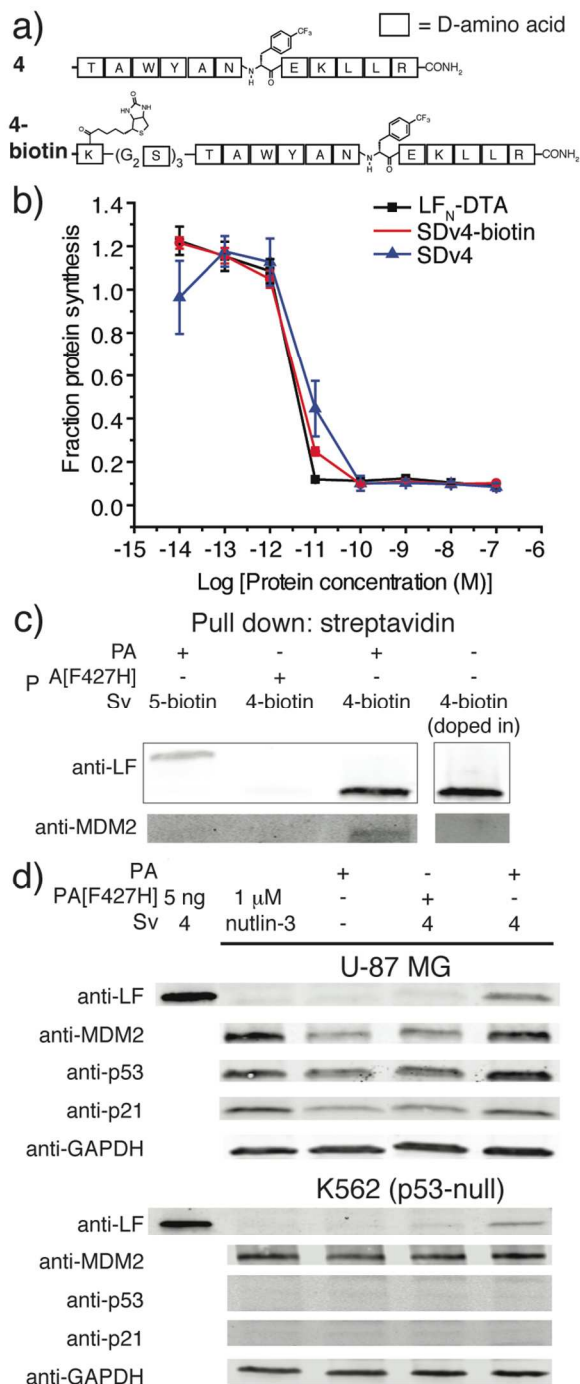 a)
= D-amino acid
4
T A W Y A N N H O CF₃ E K L L R CONH₂
4-biotin
O HN NH S O
K (G₂ S )₃ T A W Y A N N H O CF₃ E K L L R CONH₂
b)
LF_N-DTA
SDv4-biotin
SDv4
Fraction protein synthesis
1.4
1.2
1.0
0.8
0.6
0.4
0.2
0.0
-15 -14 -13 -12 -11 -10 -9 -8 -7 -6
Log [Protein concentration (M)]
c) Pull down: streptavidin
PA + - + -
P A[F427H] - + - -
Sv 5-biotin 4-biotin 4-biotin 4-biotin
(doped in)
anti-LF
anti-MDM2
d)
PA + - +
PA[F427H] 5 ng 1 μM - + -
Sv 4 nutlin-3 - 4 4
U-87 MG
anti-LF
anti-MDM2
anti-p53
anti-p21
anti-GAPDH
K562 (p53-null)
anti-LF
anti-MDM2
anti-p53
anti-p21
anti-GAPDH